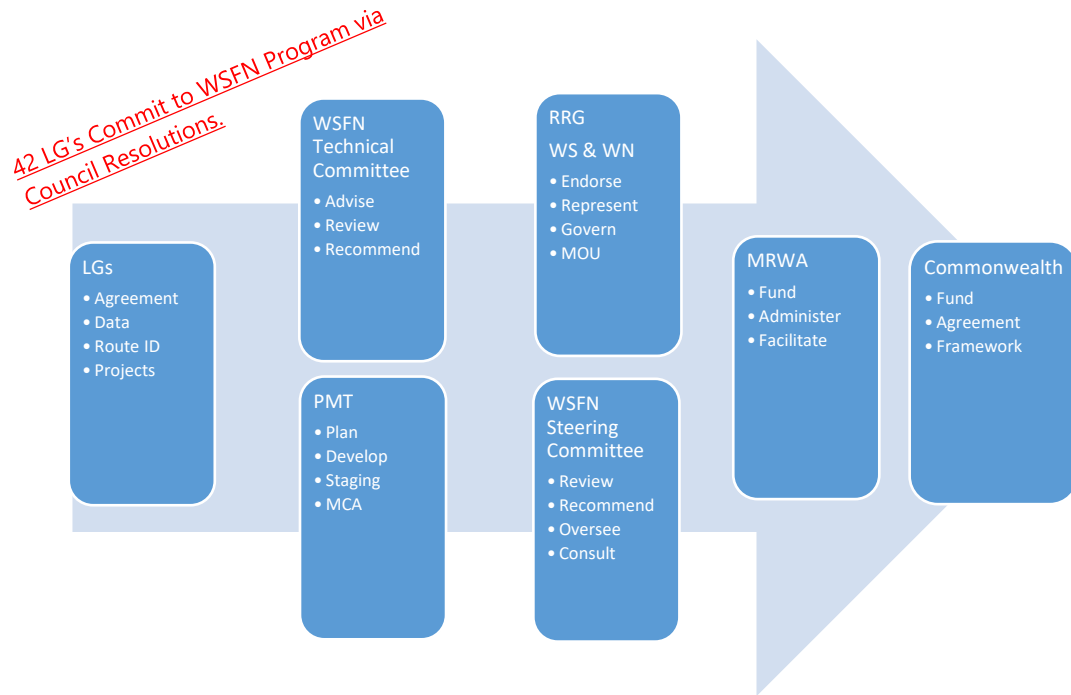 42 LG's Commit to WSFN Program via
Council Resolutions.
LGs
• Agreement
• Data
• Route ID
• Projects
WSFN
Technical
Committee
• Advise
• Review
• Recommend
PMT
• Plan
• Develop
• Staging
• MCA
RRG
WS & WN
• Endorse
• Represent
• Govern
• MOU
WSFN
Steering
Committee
• Review
• Recommend
• Oversee
• Consult
MRWA
• Fund
• Administer
• Facilitate
Commonwealth
• Fund
• Agreement
• Framework